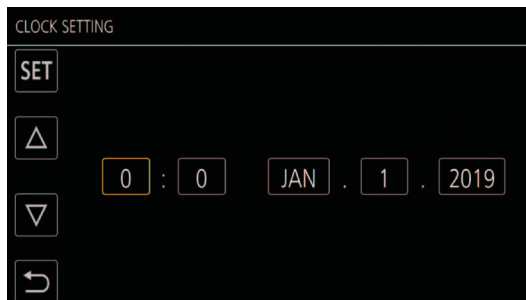 CLOCK SETTING
SET
0 : 0 JAN . 1 . 2019